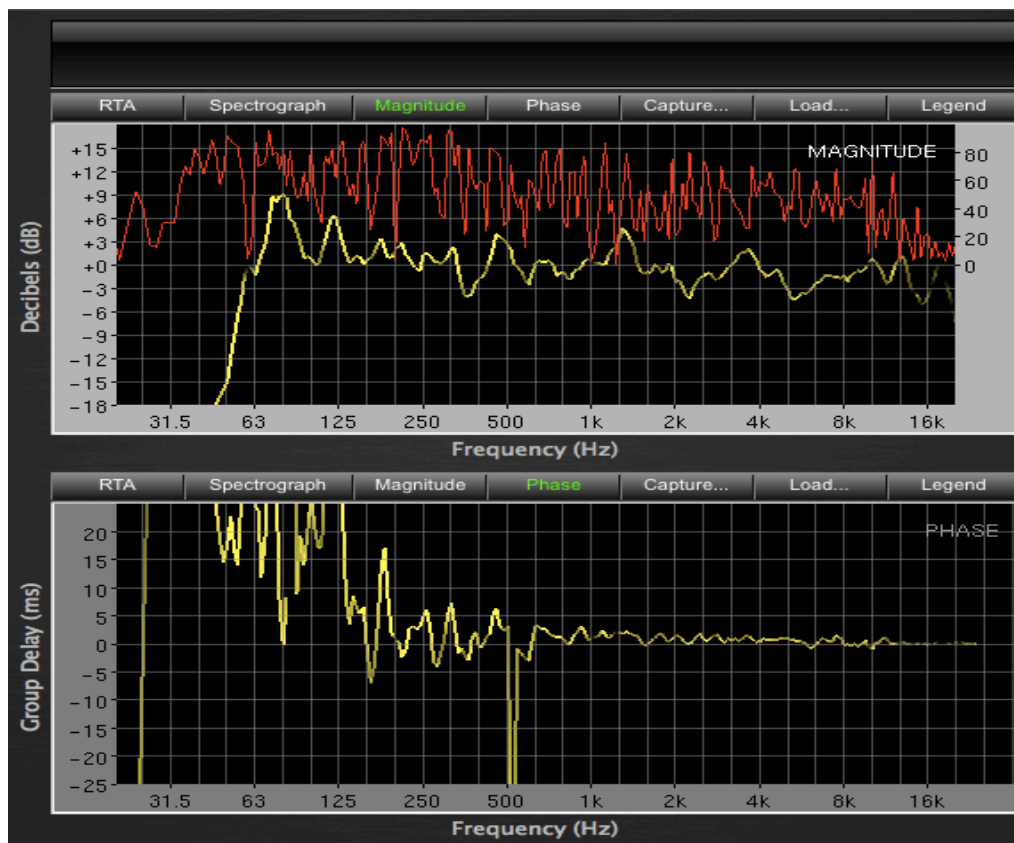 RTA Spectrograph Magnitude Phase Capture... Load... Legend
MAGNITUDE
Decibels (dB)
+15
+12
+9
+6
+3
+0
-3
-6
-9
-12
-15
-18
80
60
40
20
0
31.5 63 125 250 500 1k 2k 4k 8k 16k
Frequency (Hz)
RTA Spectrograph Magnitude Phase Capture... Load... Legend
PHASE
Group Delay (ms)
20
15
10
5
0
-5
-10
-15
-20
-25
31.5 63 125 250 500 1k 2k 4k 8k 16k
Frequency (Hz)